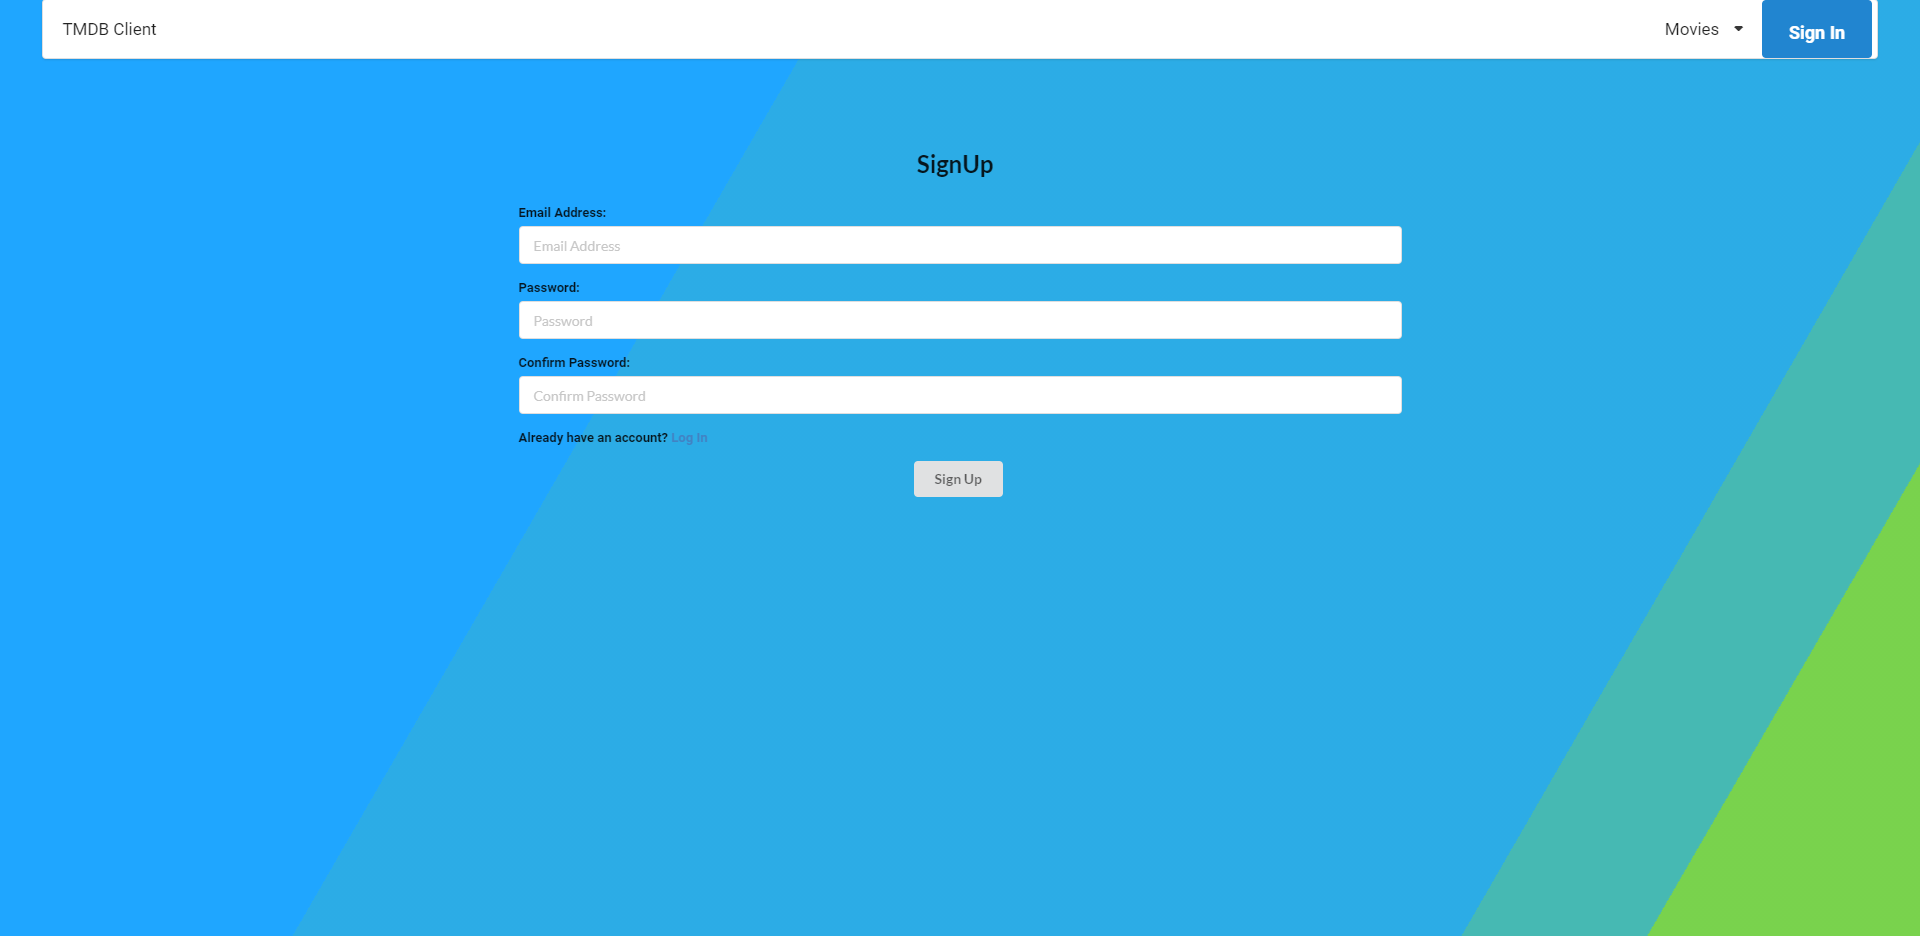 TMDB Client Movies Sign In
SignUp
Email Address:
Email Address
Password:
Password
Confirm Password:
Confirm Password
Already have an account? Log In
Sign Up